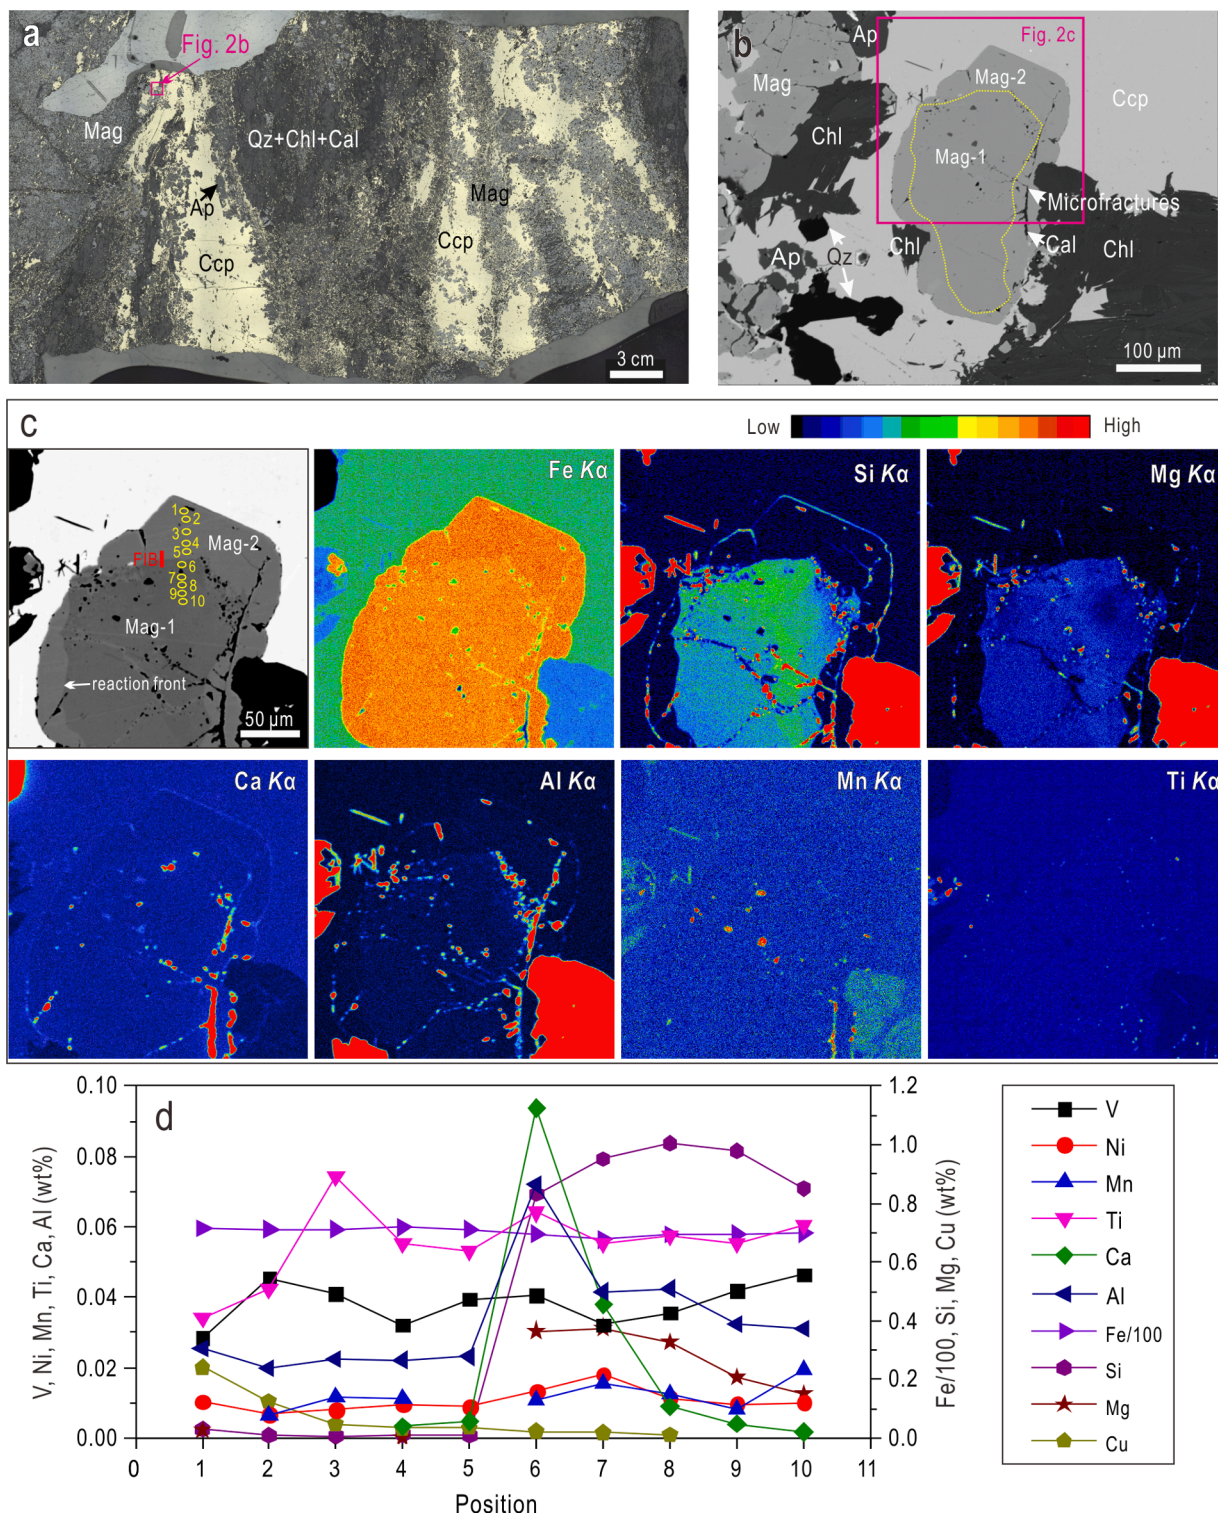 a
Fig. 2b
Mag
Qz+Chl+Cal
Ap
Mag
Ccp
Ccp
3 cm
b
Ap
Fig. 2c
Mag
Mag-2
Ccp
Chl
Mag-1
Microfractures
Chl
Cal
Chl
Ap
Qz
100 µm
c
Low
High
1
2
3
4
5
6
7
8
9
10
FIB
Mag-2
Mag-1
reaction front
50 µm
Fe Kα
Si Kα
Mg Kα
Ca Kα
Al Kα
Mn Kα
Ti Kα
d
V, Ni, Mn, Ti, Ca, Al (wt%)
0.10
0.08
0.06
0.04
0.02
0.00
0 1 2 3 4 5 6 7 8 9 10 11
Position
1.2
1.0
0.8
0.6
0.4
0.2
0.0
Fe/100, Si, Mg, Cu (wt%)
V
Ni
Mn
Ti
Ca
Al
Fe/100
Si
Mg
Cu